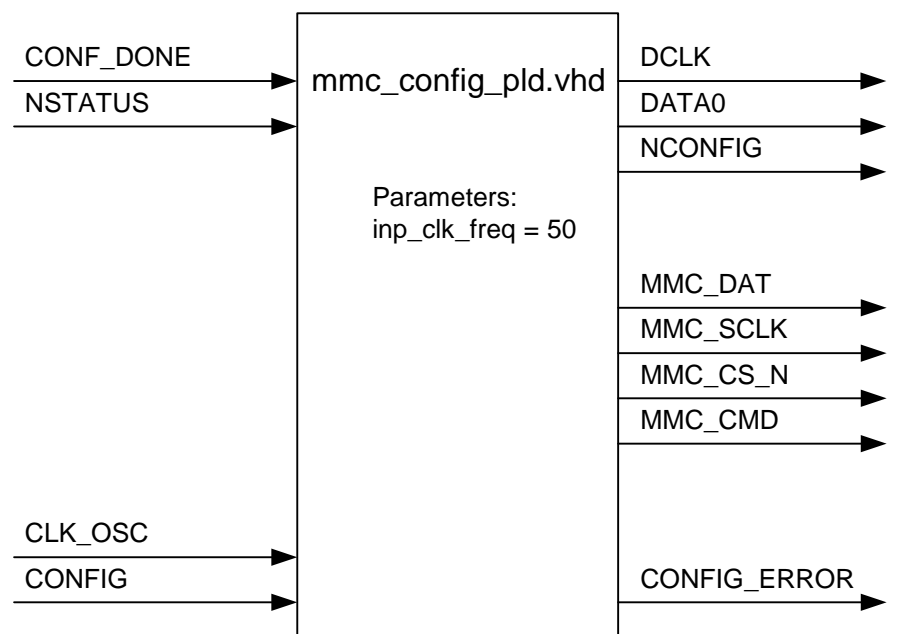 CONF_DONE
NSTATUS
mmc_config_pld.vhd
Parameters:
inp_clk_freq = 50
DCLK
DATA0
NCONFIG
MMC_DAT
MMC_SCLK
MMC_CS_N
MMC_CMD
CLK_OSC
CONFIG
CONFIG_ERROR